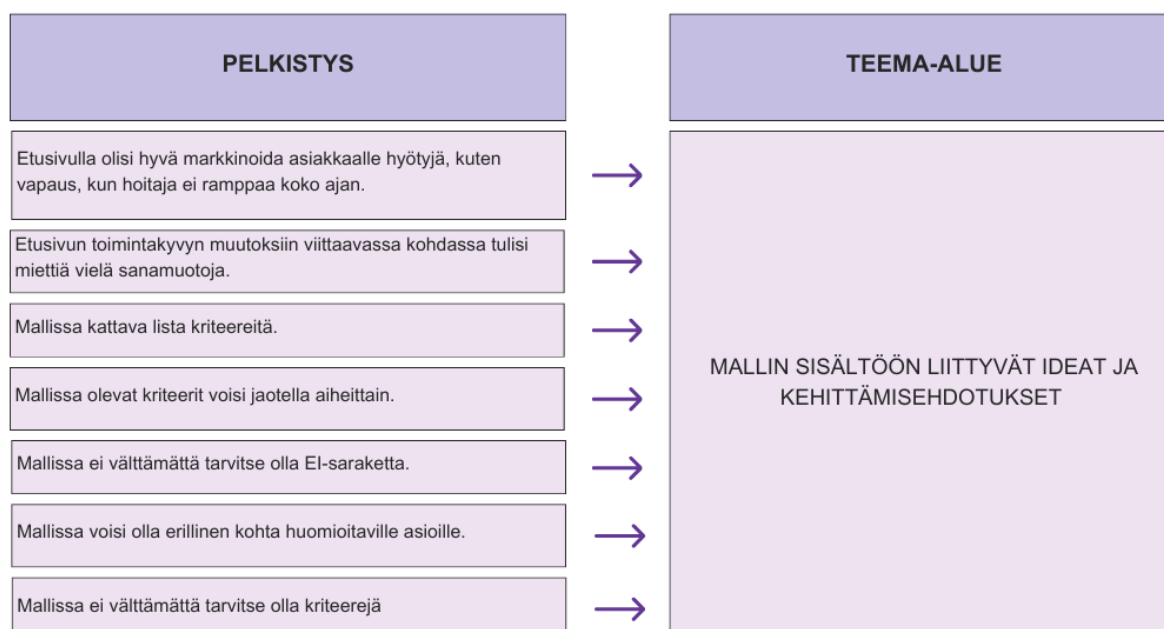 PELKISTYS
TEEMA-ALUE
Etusivulla olisi hyvä markkinoida asiakkaalle hyötyjä, kuten
vapaus, kun hoitaja ei ramppaa koko ajan.
Etusivun toimintakyvyn muutoksiin viittaavassa kohdassa tulisi
miettiä vielä sanamuotoja.
Mallissa kattava lista kriteereitä.
Mallissa olevat kriteerit voisi jaotella aiheittain.
Mallissa ei välttämättä tarvitse olla EI-saraketta.
Mallissa voisi olla erillinen kohta huomioitaville asioille.
Mallissa ei välttämättä tarvitse olla kriteerejä
MALLIN SISÄLTÖÖN LIITTYVÄT IDEAT JA
KEHITTÄMISEHDOTUKSET